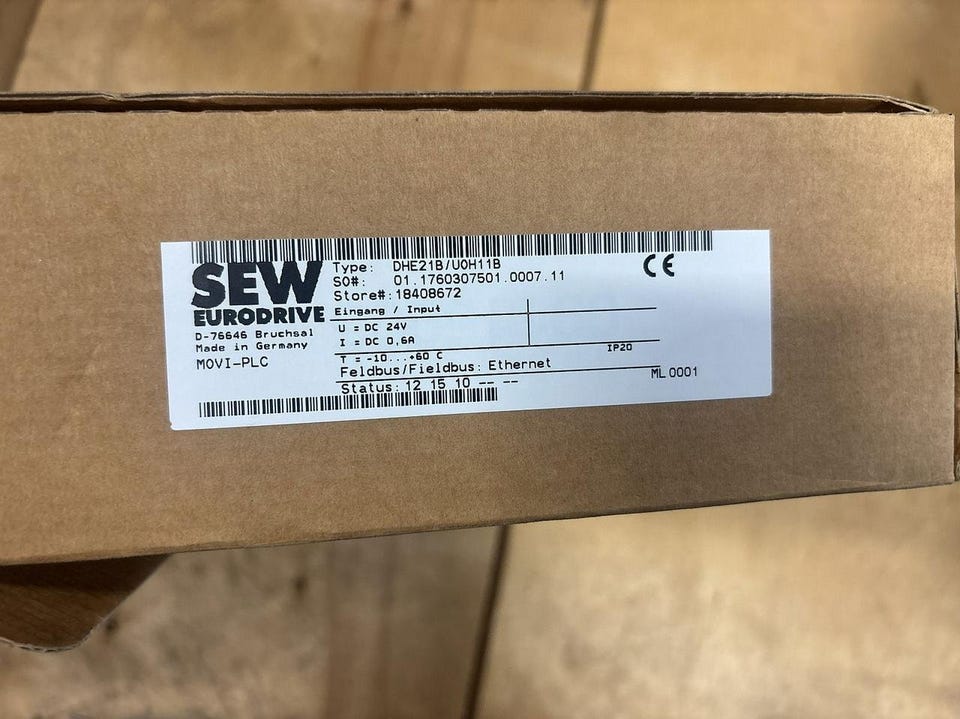 SEW
EURODRIVE
D-76646 Bruchsal
Made in Germany
MOVI-PLC
Type: DHE21B/UOH11B
SO#: 01.1760307501.0007.11
Store#: 18408672
Eingang / Input
U = DC 24V
I = DC 0,6A
T = -10...+60 C
IP20
Feldbus/Fieldbus: Ethernet
Status: 12 15 10 -- --
ML 0001
CE